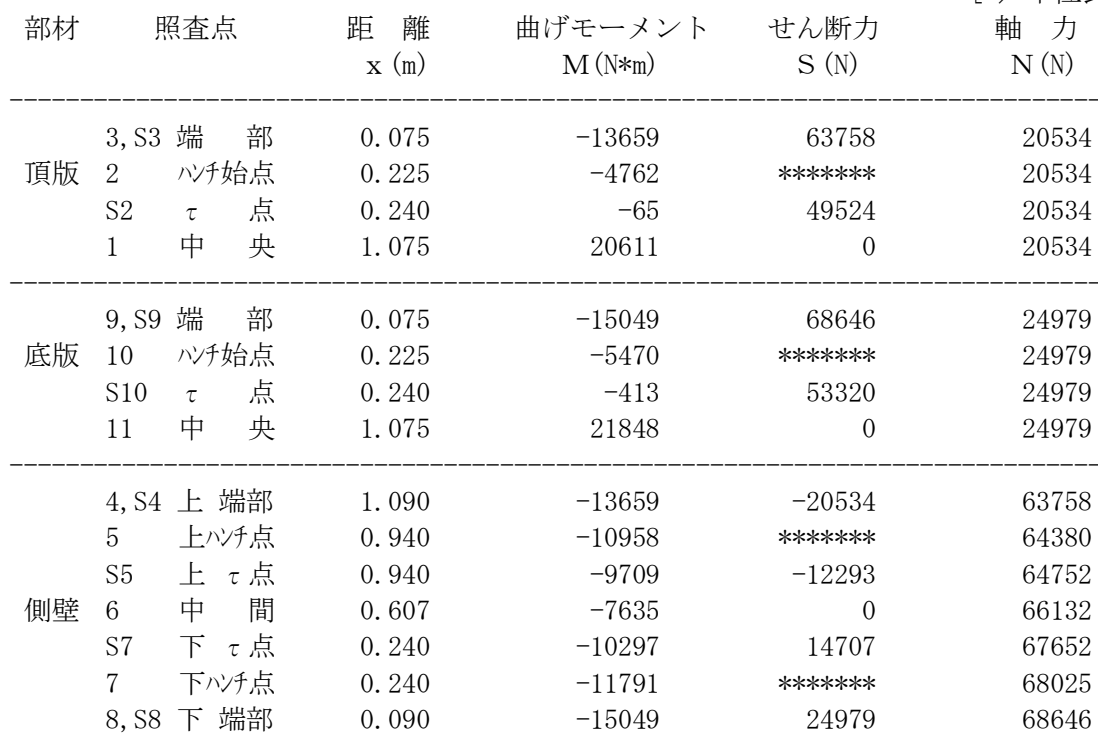 部材 照査点 距 離 曲げモーメント せん断力 軸 力
x (m) M (N*m) S (N) N (N)
3,S3 端 部 0.075 -13659 63758 20534
頂版 2 ハンチ始点 0.225 -4762 ******* 20534
S2 τ 点 0.240 -65 49524 20534
1 中 央 1.075 20611 0 20534
9,S9 端 部 0.075 -15049 68646 24979
底版 10 ハンチ始点 0.225 -5470 ******* 24979
S10 τ 点 0.240 -413 53320 24979
11 中 央 1.075 21848 0 24979
4,S4 上 端部 1.090 -13659 -20534 63758
5 上ハンチ点 0.940 -10958 ******* 64380
S5 上 τ 点 0.940 -9709 -12293 64752
側壁 6 中 間 0.607 -7635 0 66132
S7 下 τ 点 0.240 -10297 14707 67652
7 下ハンチ点 0.240 -11791 ******* 68025
8,S8 下 端部 0.090 -15049 24979 68646